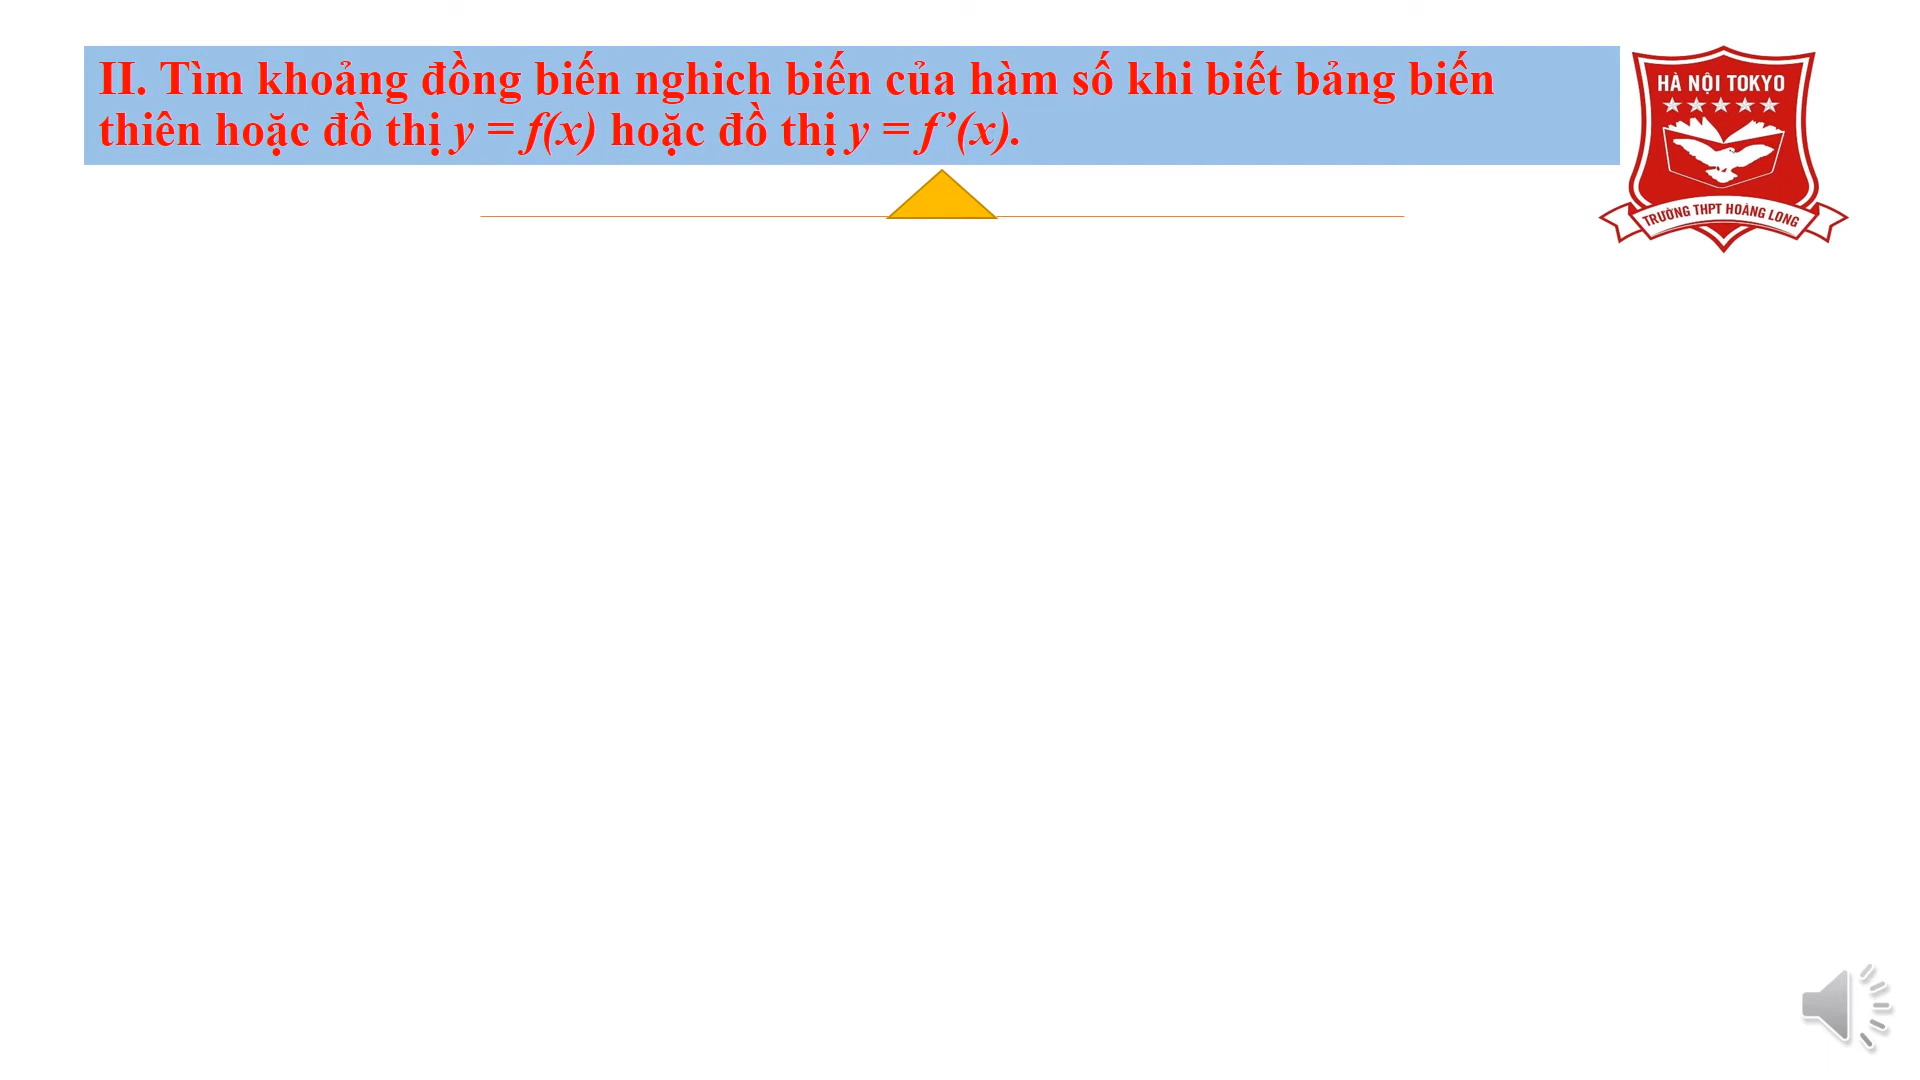 II. Tìm khoảng đồng biến nghich biến của hàm số khi biết bảng biến
thiên hoặc đồ thị y = f(x) hoặc đồ thị y = f’(x).
HÀ NỘI TOKYO
TRƯỜNG THPT HOÀNG LONG